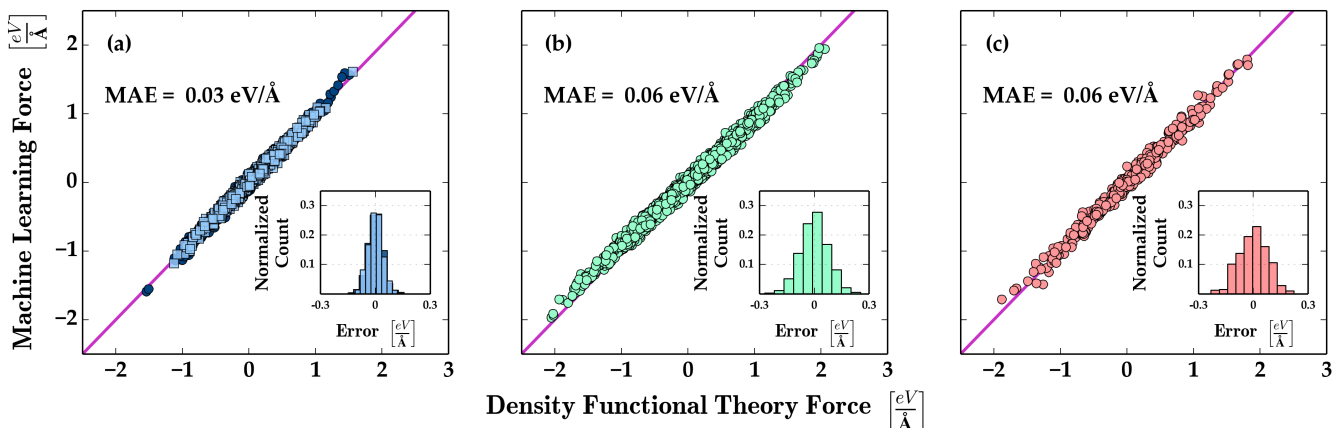 Machine Learning Force [eV/Å]
2
1
0
−1
−2
(a)
MAE = 0.03 eV/Å
Normalized
Count
0.3
0.2
0.1
-0.3
0
0.3
Error [eV/Å]
−2
−1
0
1
2
3
(b)
MAE = 0.06 eV/Å
Normalized
Count
0.3
0.2
0.1
-0.3
0
0.3
Error [eV/Å]
−2
−1
0
1
2
3
(c)
MAE = 0.06 eV/Å
Normalized
Count
0.3
0.2
0.1
-0.3
0
0.3
Error [eV/Å]
−2
−1
0
1
2
3
Density Functional Theory Force [eV/Å]